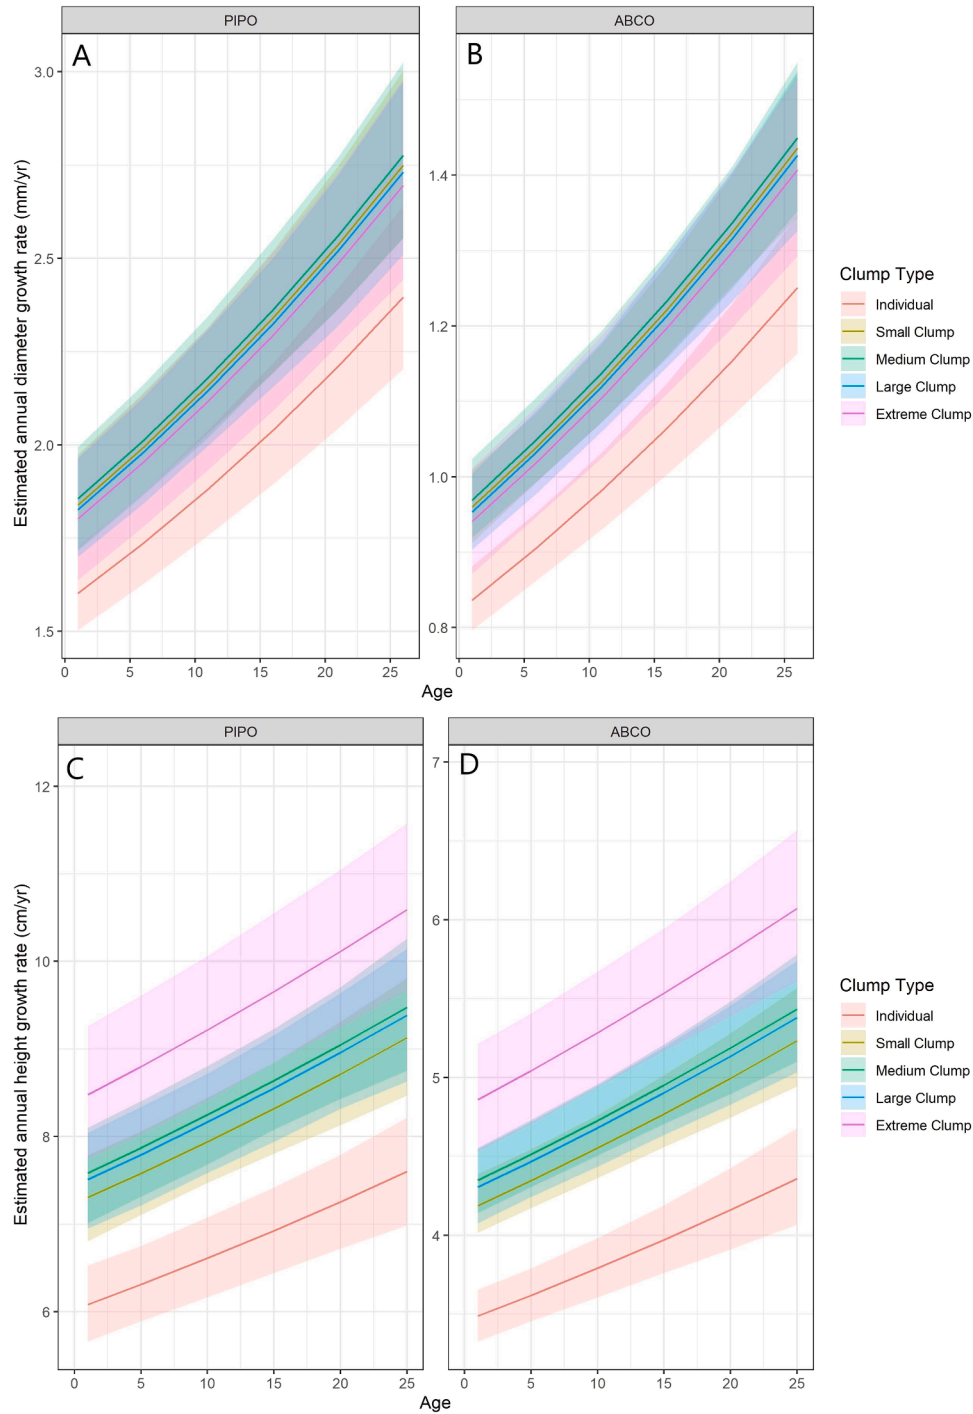 PIPO
ABCO
A
B
3.0
2.5
2.0
1.5
1.4
1.2
1.0
0.8
Estimated annual diameter growth rate (mm/yr)
0 5 10 15 20 25
0 5 10 15 20 25
Age
Clump Type
Individual
Small Clump
Medium Clump
Large Clump
Extreme Clump
PIPO
ABCO
C
D
12
10
8
6
7
6
5
4
Estimated annual height growth rate (cm/yr)
0 5 10 15 20 25
0 5 10 15 20 25
Age
Clump Type
Individual
Small Clump
Medium Clump
Large Clump
Extreme Clump